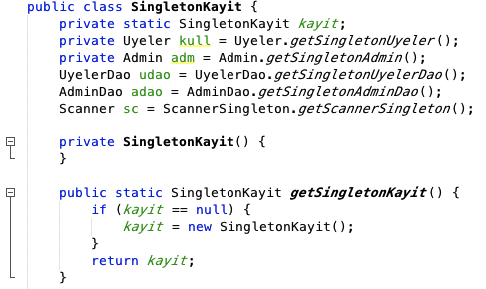 public class SingletonKayit {
private static SingletonKayit kayit;
private Uyeler kull = Uyeler.getSingletonUyeler();
private Admin adm = Admin.getSingletonAdmin();
UyelerDao udao = UyelerDao.getSingletonUyelerDao();
AdminDao adao = AdminDao.getSingletonAdminDao();
Scanner sc = ScannerSingleton.getScannerSingleton();
private SingletonKayit() {
}
public static SingletonKayit getSingletonKayit() {
if (kayit == null) {
kayit = new SingletonKayit();
}
return kayit;
}